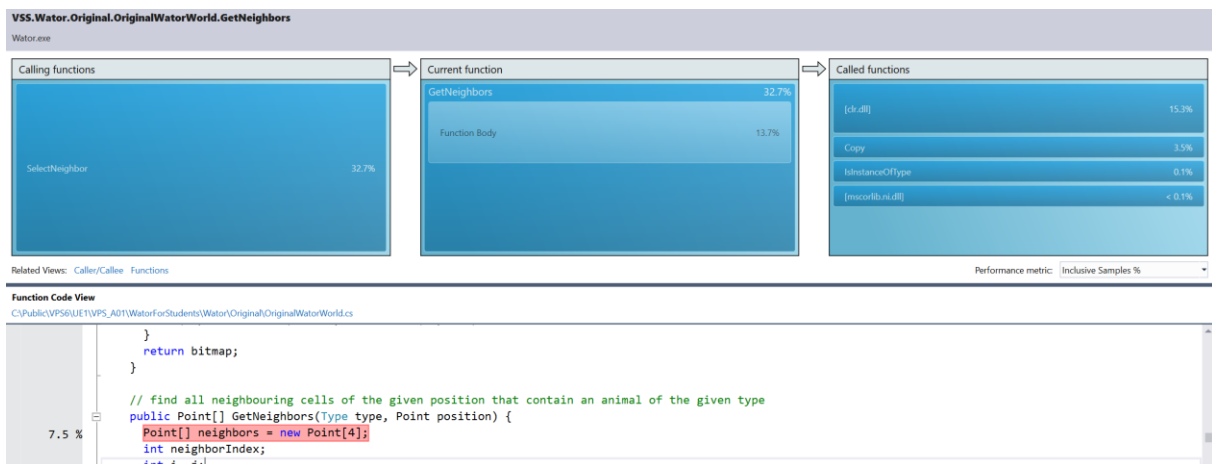 VSS.Wator.Original.OriginalWatorWorld.GetNeighbors
Wator.exe
Calling functions
Current function
Called functions
SelectNeighbor 32.7%
GetNeighbors 32.7%
Function Body 13.7%
[clr.dll] 15.3%
Copy 3.5%
IsInstanceOfType 0.1%
[mscorlib.ni.dll] < 0.1%
Related Views: Caller/Callee Functions
Performance metric: Inclusive Samples %
Function Code View
C:\Public\VPS6\UE1\VPS_A01\WatorForStudents\Wator\Original\OriginalWatorWorld.cs
}
return bitmap;
}
// find all neighbouring cells of the given position that contain an animal of the given type
public Point[] GetNeighbors(Type type, Point position) {
7.5 % Point[] neighbors = new Point[4];
int neighborIndex;
int i, j;